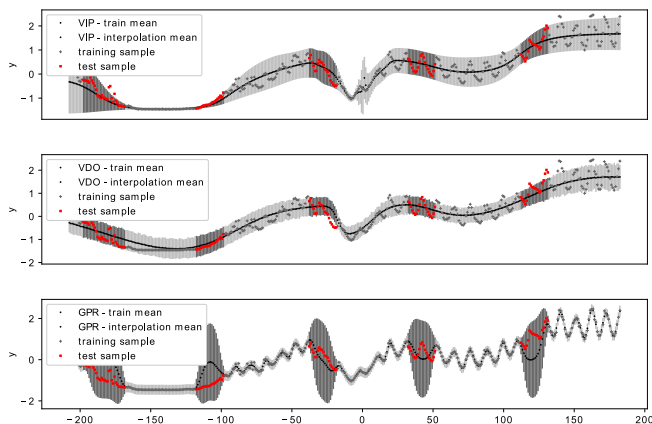 2
1
0
−1
y
VIP - train mean
VIP - interpolation mean
training sample
test sample
2
1
0
−1
−2
y
VDO - train mean
VDO - interpolation mean
training sample
test sample
2
0
−2
y
GPR - train mean
GPR - interpolation mean
training sample
test sample
−200 −150 −100 −50 0 50 100 150 200